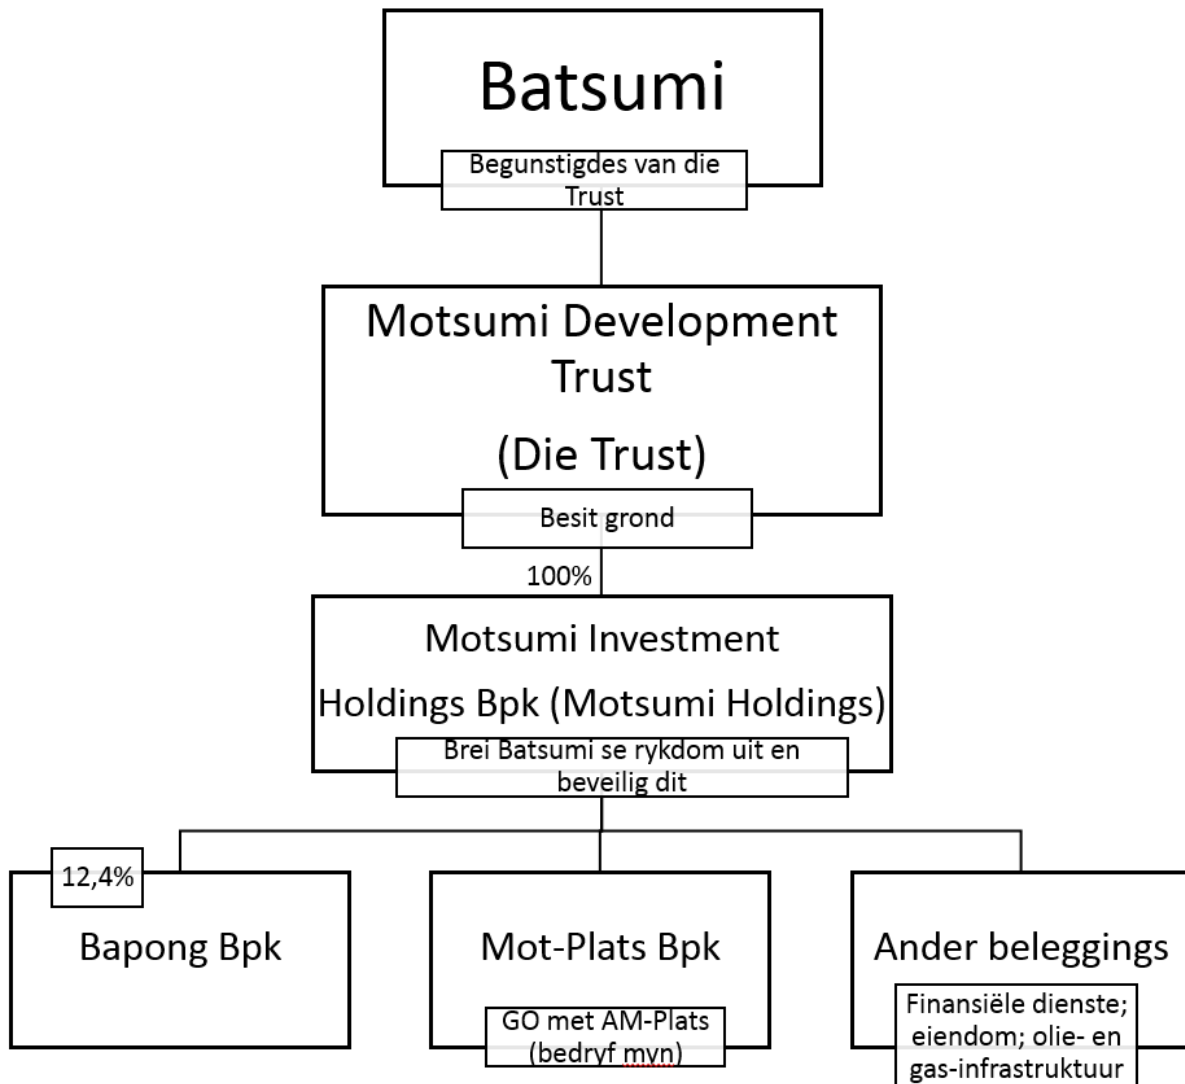 Batsumi
Begunstigdes van die
Trust
Motsumi Development
Trust
(Die Trust)
Besit grond
100%
Motsumi Investment
Holdings Bpk (Motsumi Holdings)
Brei Batsumi se rykdom uit en
beveilig dit
12,4%
Bapong Bpk
Mot-Plats Bpk
GO met AM-Plats
(bedryf myn)
Ander beleggings
Finansiële dienste;
eiendom; olie- en
gas-infrastruktuur